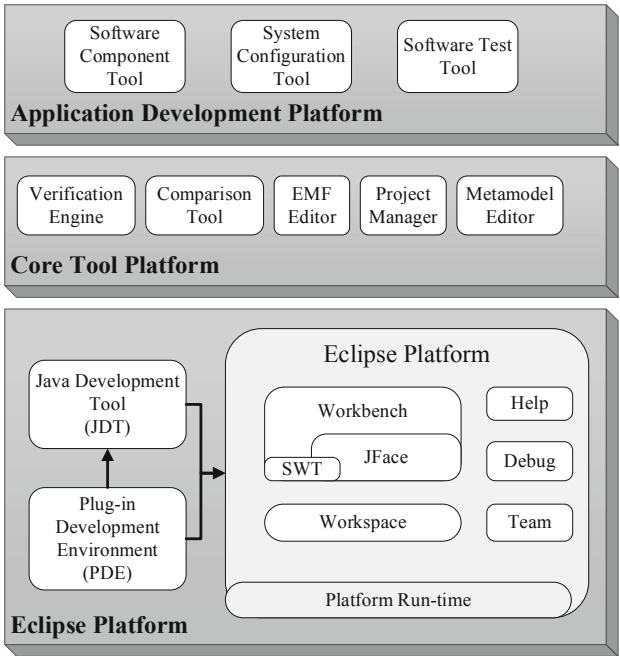 Software
Component
Tool
System
Configuration
Tool
Software Test
Tool
Application Development Platform
Verification
Engine
Comparison
Tool
EMF
Editor
Project
Manager
Metamodel
Editor
Core Tool Platform
Java Development
Tool
(JDT)
Plug-in
Development
Environment
(PDE)
Eclipse Platform
Workbench
JFace
SWT
Workspace
Help
Debug
Team
Platform Run-time
Eclipse Platform